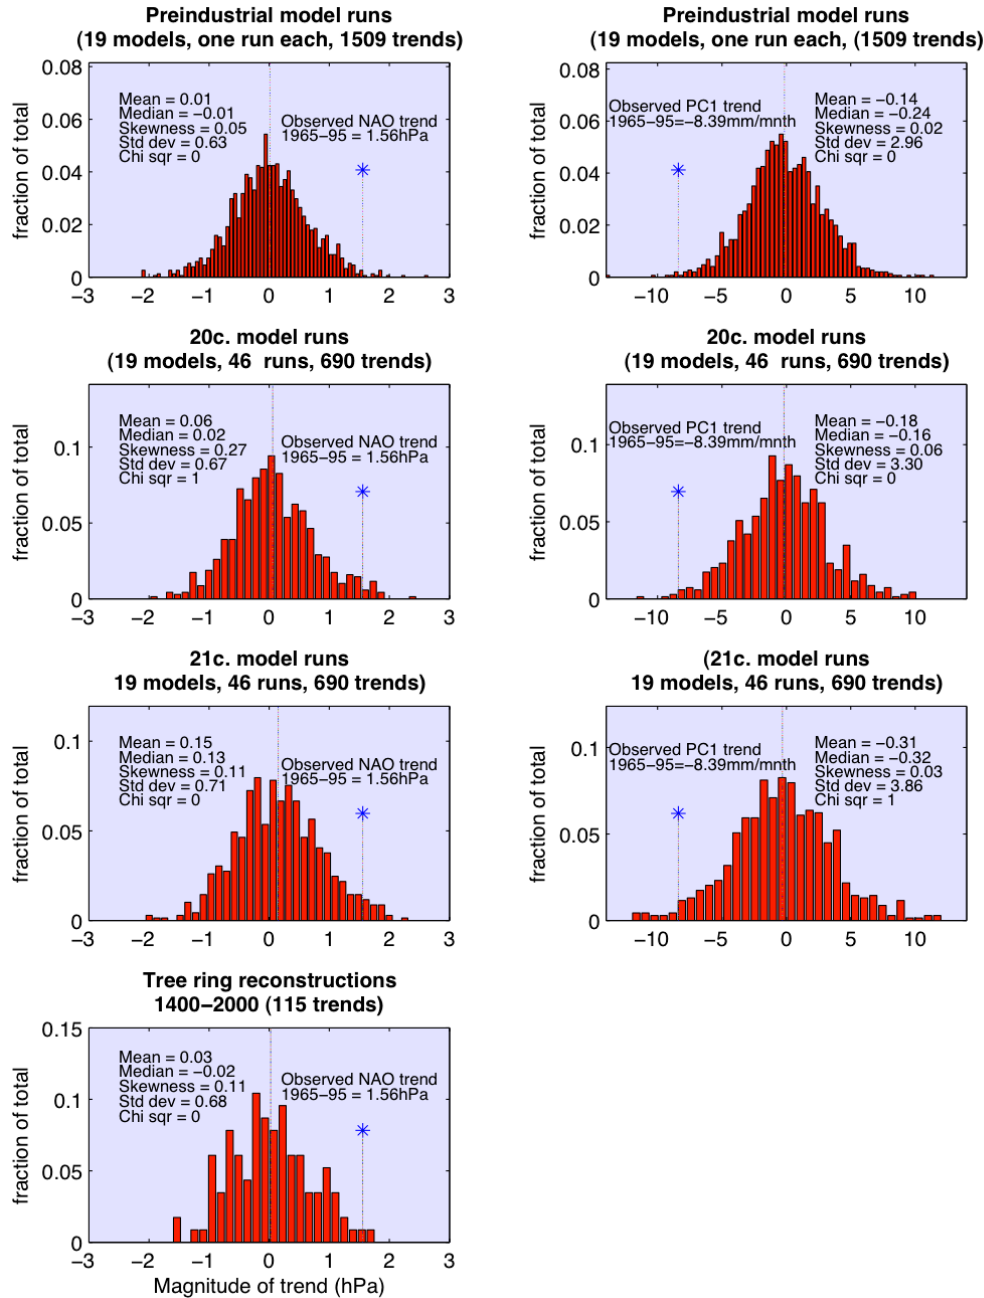 Preindustrial model runs
(19 models, one run each, 1509 trends)
fraction of total
0.08
0.06
0.04
0.02
0
Mean = 0.01
Median = −0.01
Skewness = 0.05
Std dev = 0.63
Chi sqr = 0
Observed NAO trend
1965−95 = 1.56hPa
−3 −2 −1 0 1 2 3
Preindustrial model runs
(19 models, one run each, (1509 trends)
fraction of total
0.08
0.06
0.04
0.02
0
Observed PC1 trend
1965−95=−8.39mm/mnth
Mean = −0.14
Median = −0.24
Skewness = 0.02
Std dev = 2.96
Chi sqr = 0
−10 −5 0 5 10
20c. model runs
(19 models, 46 runs, 690 trends)
fraction of total
0.1
0.05
0
Mean = 0.06
Median = 0.02
Skewness = 0.27
Std dev = 0.67
Chi sqr = 1
Observed NAO trend
1965−95 = 1.56hPa
−3 −2 −1 0 1 2 3
20c. model runs
(19 models, 46 runs, 690 trends)
fraction of total
0.1
0.05
0
Observed PC1 trend
1965−95=−8.39mm/mnth
Mean = −0.18
Median = −0.16
Skewness = 0.06
Std dev = 3.30
Chi sqr = 0
−10 −5 0 5 10
21c. model runs
19 models, 46 runs, 690 trends)
fraction of total
0.1
0.05
0
Mean = 0.15
Median = 0.13
Skewness = 0.11
Std dev = 0.71
Chi sqr = 0
Observed NAO trend
1965−95 = 1.56hPa
−3 −2 −1 0 1 2 3
(21c. model runs
19 models, 46 runs, 690 trends)
fraction of total
0.1
0.05
0
Observed PC1 trend
1965−95=−8.39mm/mnth
Mean = −0.31
Median = −0.32
Skewness = 0.03
Std dev = 3.86
Chi sqr = 1
−10 −5 0 5 10
Tree ring reconstructions
1400−2000 (115 trends)
fraction of total
0.15
0.1
0.05
0
Mean = 0.03
Median = −0.02
Skewness = 0.11
Std dev = 0.68
Chi sqr = 0
Observed NAO trend
1965−95 = 1.56hPa
−3 −2 −1 0 1 2 3
Magnitude of trend (hPa)